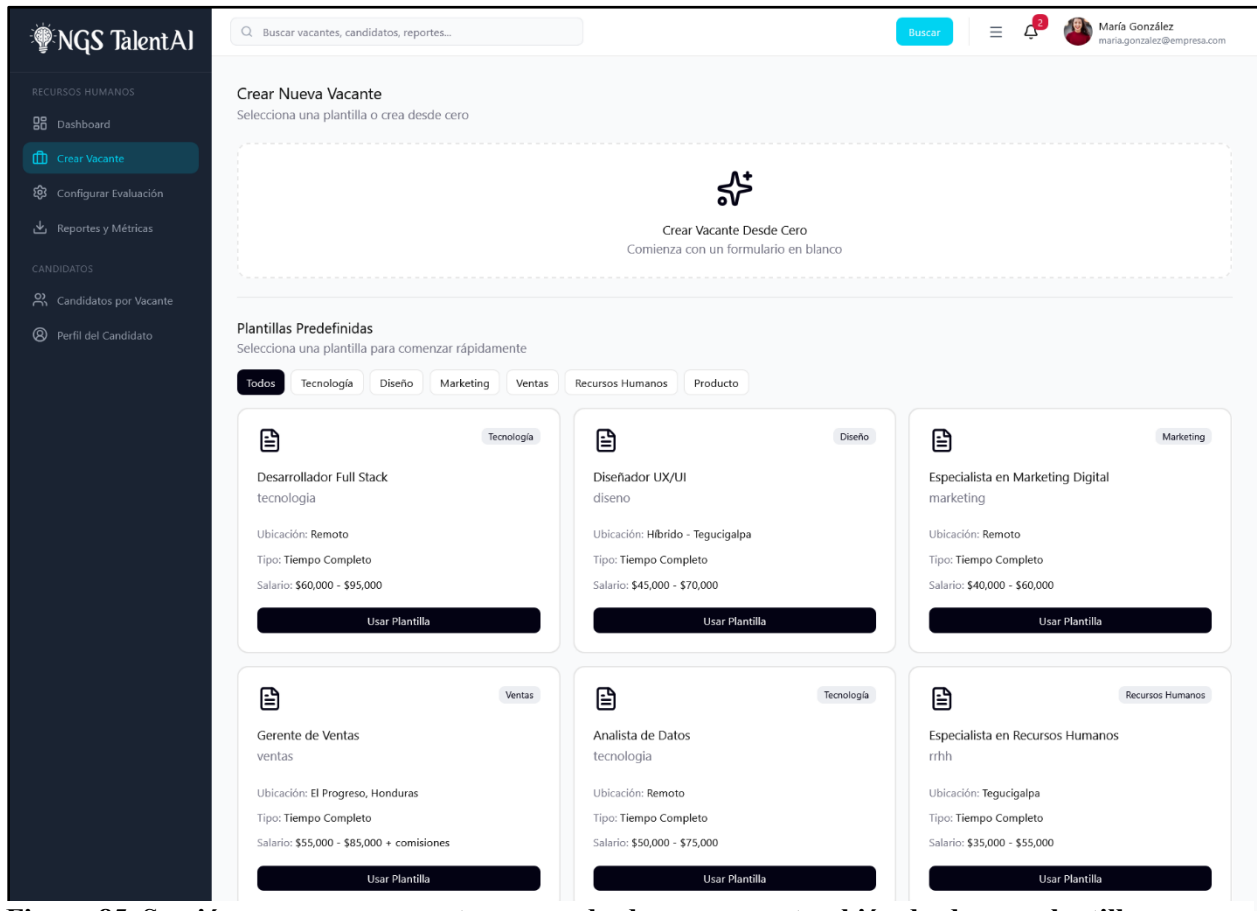 NGS TalentAI
Buscar vacantes, candidatos, reportes...
Buscar
2
María González
maria.gonzalez@empresa.com
RECURSOS HUMANOS
Dashboard
Crear Vacante
Configurar Evaluación
Reportes y Métricas
CANDIDATOS
Candidatos por Vacante
Perfil del Candidato
Crear Nueva Vacante
Selecciona una plantilla o crea desde cero
Crear Vacante Desde Cero
Comienza con un formulario en blanco
Plantillas Predefinidas
Selecciona una plantilla para comenzar rápidamente
Todos Tecnología Diseño Marketing Ventas Recursos Humanos Producto
Tecnología
Desarrollador Full Stack
tecnologia
Ubicación: Remoto
Tipo: Tiempo Completo
Salario: $60,000 - $95,000
Usar Plantilla
Diseño
Diseñador UX/UI
diseno
Ubicación: Híbrido - Tegucigalpa
Tipo: Tiempo Completo
Salario: $45,000 - $70,000
Usar Plantilla
Marketing
Especialista en Marketing Digital
marketing
Ubicación: Remoto
Tipo: Tiempo Completo
Salario: $40,000 - $60,000
Usar Plantilla
Ventas
Gerente de Ventas
ventas
Ubicación: El Progreso, Honduras
Tipo: Tiempo Completo
Salario: $55,000 - $85,000 + comisiones
Usar Plantilla
Tecnología
Analista de Datos
tecnologia
Ubicación: Remoto
Tipo: Tiempo Completo
Salario: $50,000 - $75,000
Usar Plantilla
Recursos Humanos
Especialista en Recursos Humanos
rrhh
Ubicación: Tegucigalpa
Tipo: Tiempo Completo
Salario: $35,000 - $55,000
Usar Plantilla